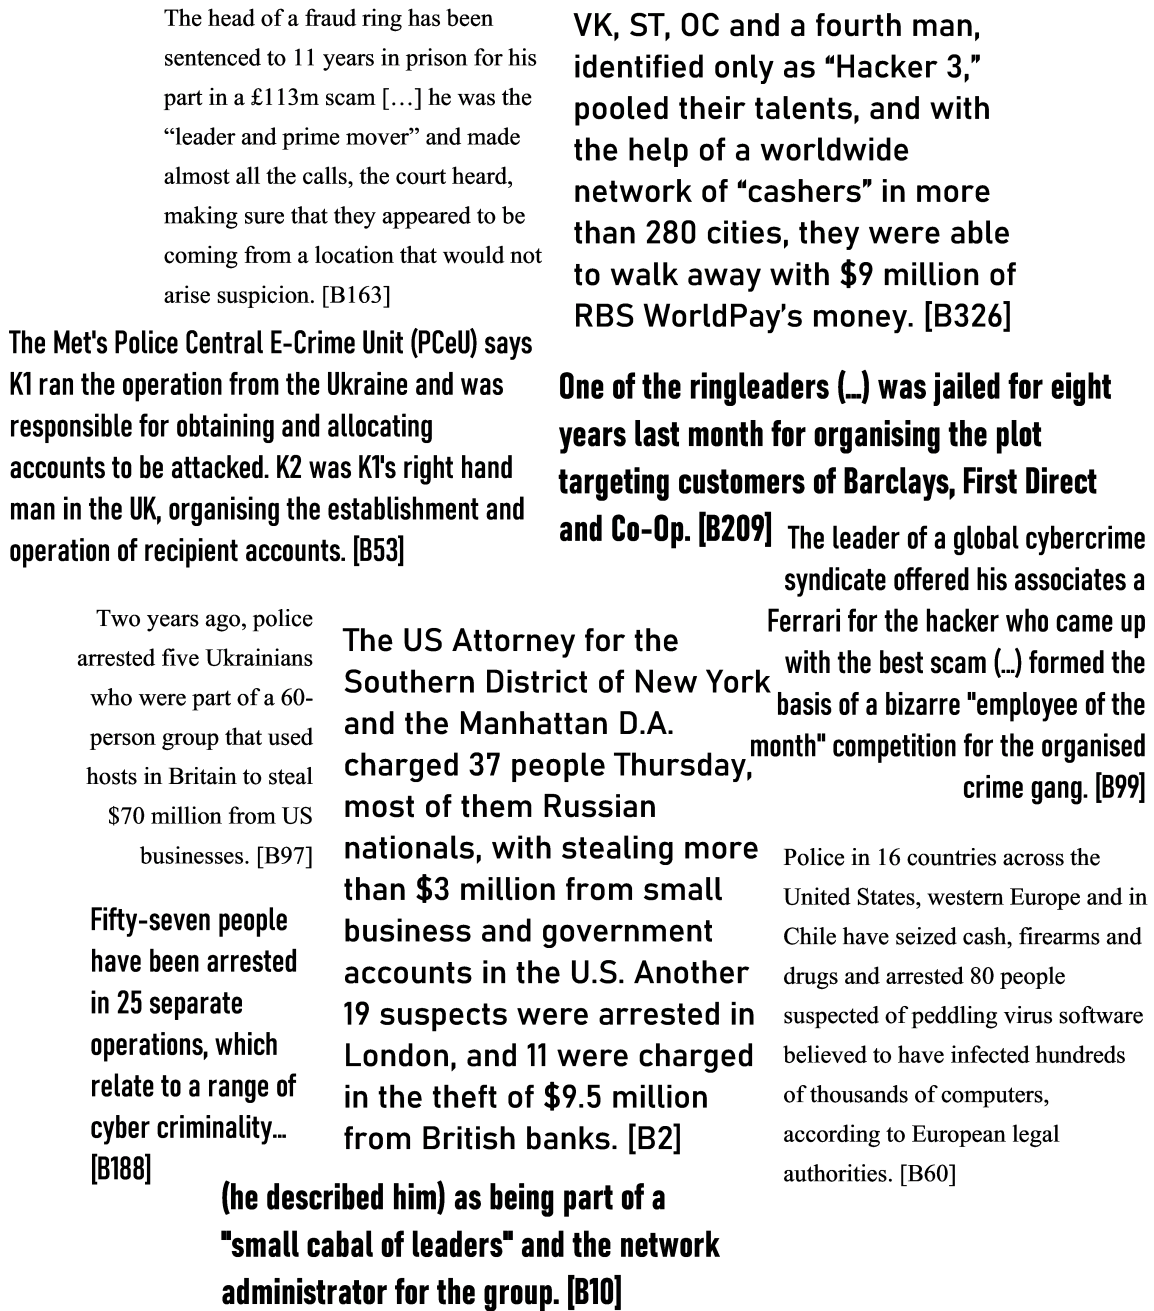 The head of a fraud ring has been
sentenced to 11 years in prison for his
part in a £113m scam […] he was the
“leader and prime mover” and made
almost all the calls, the court heard,
making sure that they appeared to be
coming from a location that would not
arise suspicion. [B163]
VK, ST, OC and a fourth man,
identified only as “Hacker 3,”
pooled their talents, and with
the help of a worldwide
network of “cashers” in more
than 280 cities, they were able
to walk away with $9 million of
RBS WorldPay’s money. [B326]
The Met's Police Central E-Crime Unit (PCeU) says
K1 ran the operation from the Ukraine and was
responsible for obtaining and allocating
accounts to be attacked. K2 was K1's right hand
man in the UK, organising the establishment and
operation of recipient accounts. [B53]
One of the ringleaders (…) was jailed for eight
years last month for organising the plot
targeting customers of Barclays, First Direct
and Co-Op. [B209]
The leader of a global cybercrime
syndicate offered his associates a
Ferrari for the hacker who came up
with the best scam (…) formed the
basis of a bizarre "employee of the
month" competition for the organised
crime gang. [B99]
Two years ago, police
arrested five Ukrainians
who were part of a 60-
person group that used
hosts in Britain to steal
$70 million from US
businesses. [B97]
The US Attorney for the
Southern District of New York
and the Manhattan D.A.
charged 37 people Thursday,
most of them Russian
nationals, with stealing more
than $3 million from small
business and government
accounts in the U.S. Another
19 suspects were arrested in
London, and 11 were charged
in the theft of $9.5 million
from British banks. [B2]
Police in 16 countries across the
United States, western Europe and in
Chile have seized cash, firearms and
drugs and arrested 80 people
suspected of peddling virus software
believed to have infected hundreds
of thousands of computers,
according to European legal
authorities. [B60]
Fifty-seven people
have been arrested
in 25 separate
operations, which
relate to a range of
cyber criminality…
[B188]
(he described him) as being part of a
"small cabal of leaders" and the network
administrator for the group. [B10]